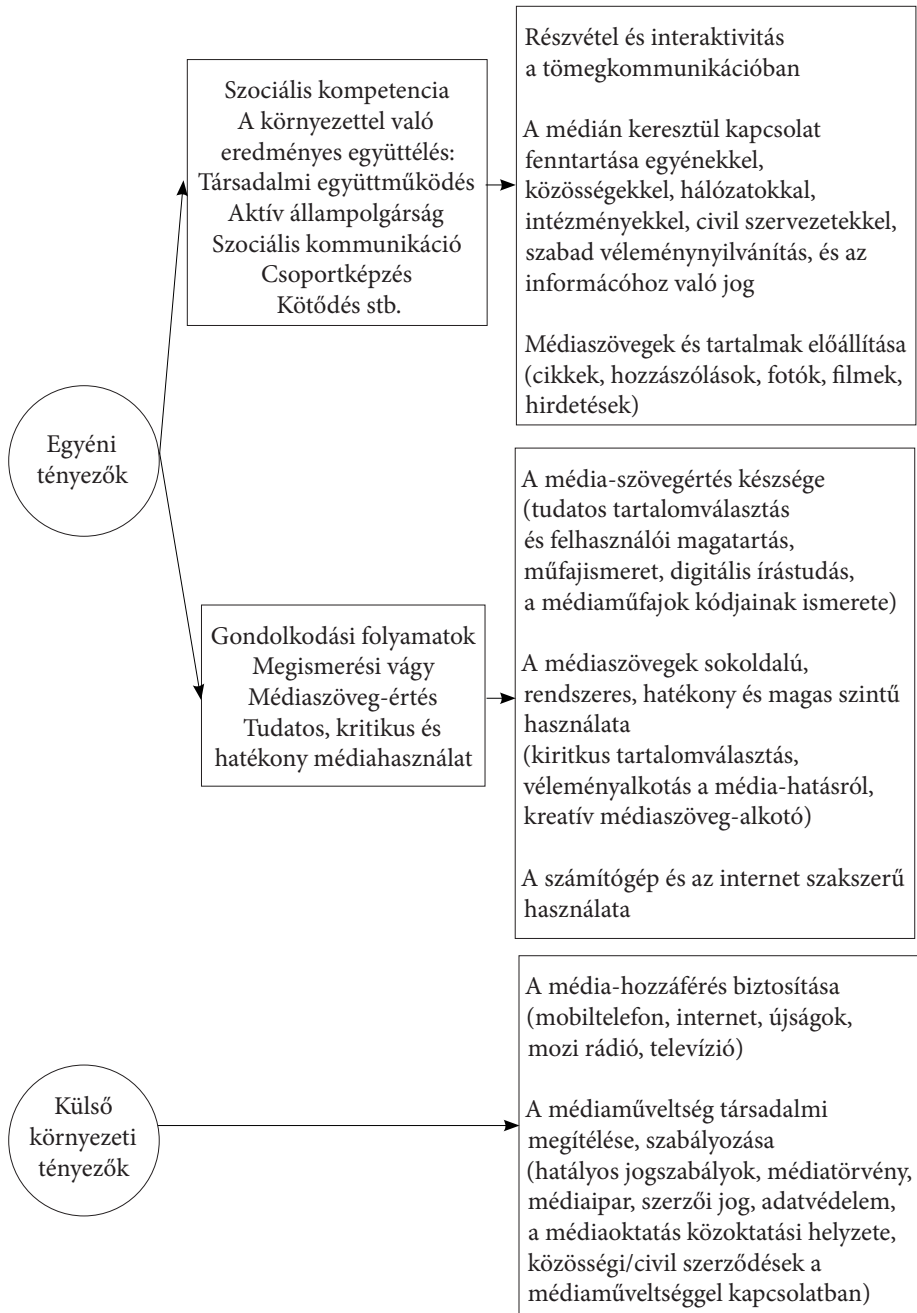 Egyéni
tényezők
Szociális kompetencia
A környezettel való
eredményes együttélés:
Társadalmi együttműködés
Aktív állampolgárság
Szociális kommunikáció
Csoportképzés
Kötődés stb.
Részvétel és interaktivitás
a tömegkommunikációban
A médián keresztül kapcsolat
fenntartása egyénekkel,
közösségekkel, hálózatokkal,
intézményekkel, civil szervezetekkel,
szabad véleménynyilvánítás, és az
informácóhoz való jog
Médiaszövegek és tartalmak előállítása
(cikkek, hozzászólások, fotók, filmek,
hirdetések)
Gondolkodási folyamatok
Megismerési vágy
Médiaszöveg-értés
Tudatos, kritikus és
hatékony médiahasználat
A média-szövegértés készsége
(tudatos tartalomválasztás
és felhasználói magatartás,
műfajismeret, digitális írástudás,
a médiaműfajok kódjainak ismerete)
A médiaszövegek sokoldalú,
rendszeres, hatékony és magas szintű
használata
(kiritkus tartalomválasztás,
véleményalkotás a média-hatásról,
kreatív médiaszöveg-alkotó)
A számítógép és az internet szakszerű
használata
Külső
környezeti
tényezők
A média-hozzáférés biztosítása
(mobiltelefon, internet, újságok,
mozi rádió, televízió)
A médiaműveltség társadalmi
megítélése, szabályozása
(hatályos jogszabályok, médiatörvény,
médiaipar, szerzői jog, adatvédelem,
a médiaoktatás közoktatási helyzete,
közösségi/civil szerződések a
médiaműveltséggel kapcsolatban)